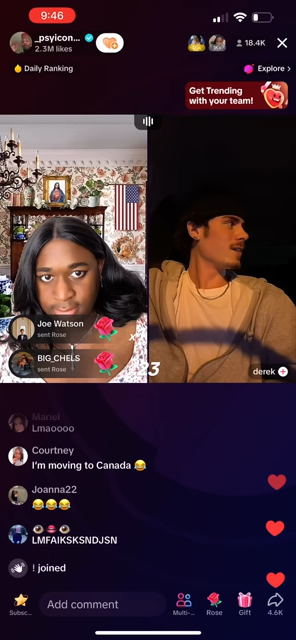 9:46
_psyicon...
2.3M likes
18.4K
Daily Ranking
Explore >
Get Trending
with your team!
Joe Watson
sent Rose
BIG_CHELS
sent Rose
x
derek
Mariel
Lmaoooo
Courtney
I'm moving to Canada 😂
Joanna22
😂😂😂
👁️👄👁️
LMFAIKSKSNDJSN
! joined
Subsc...
Add comment
Multi-...
Rose
Gift
4.6K